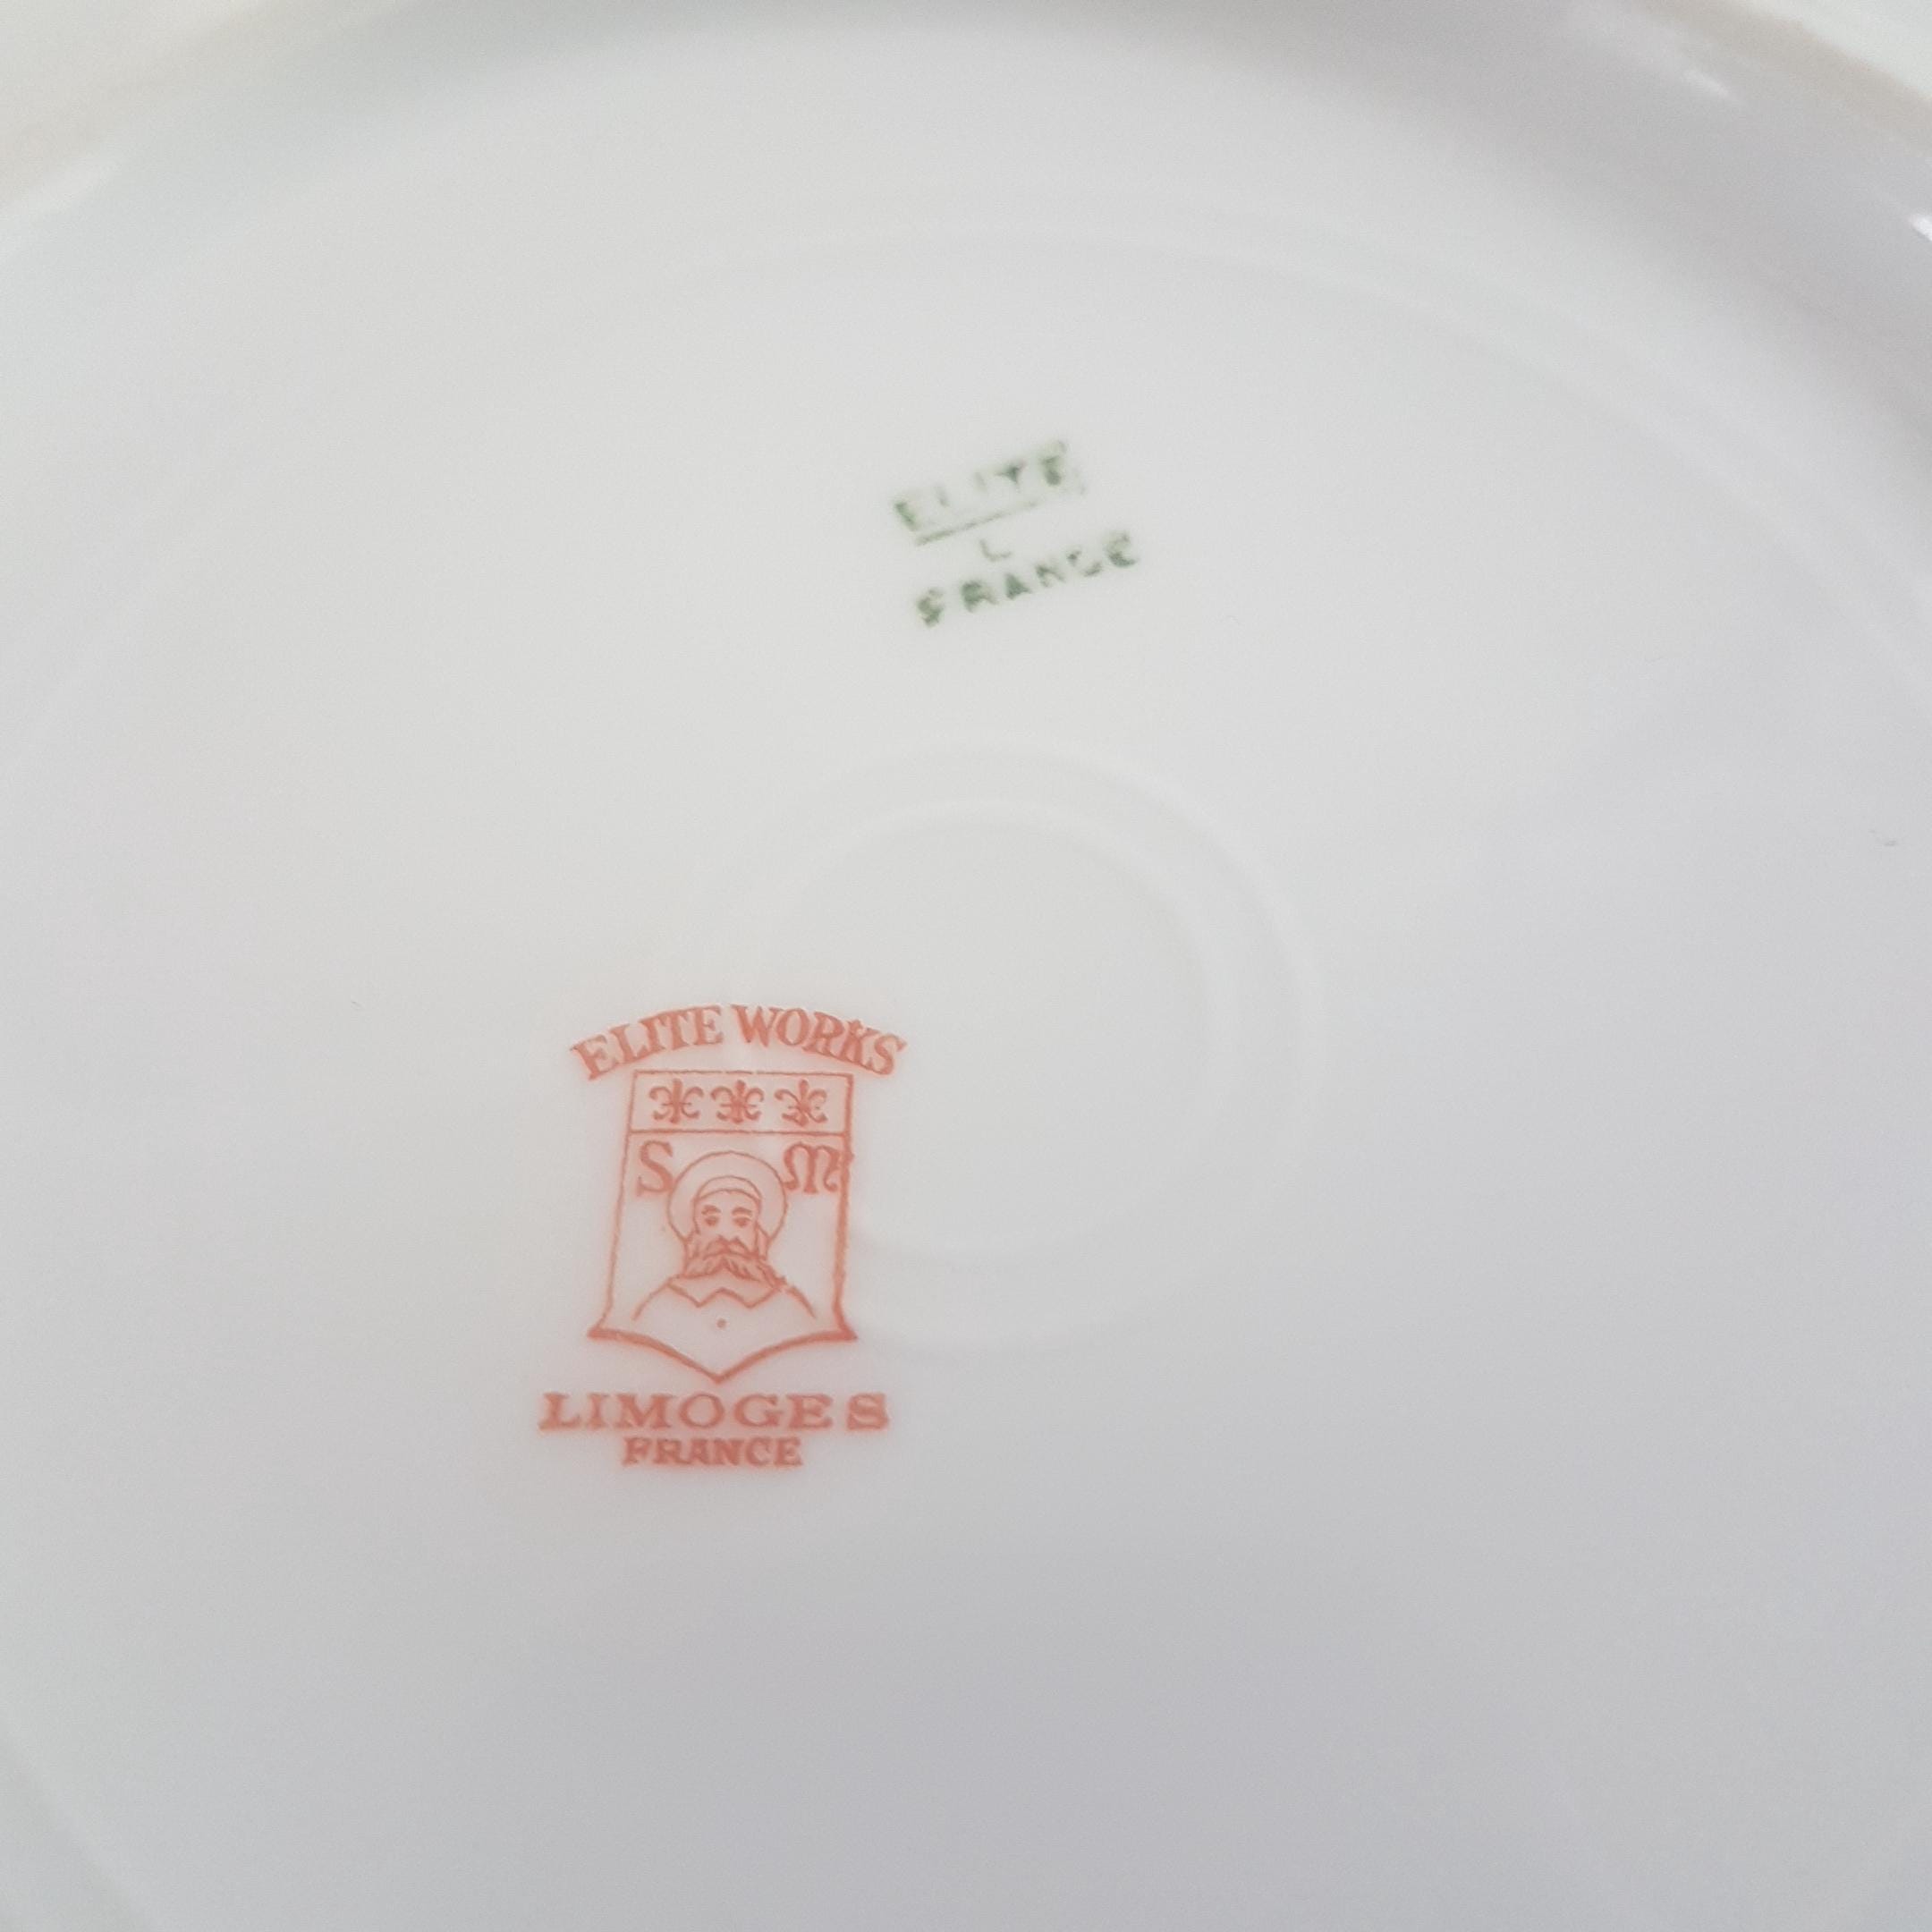 ELITE
L
FRANCE
ELITE WORKS
S M
LIMOGES
FRANCE